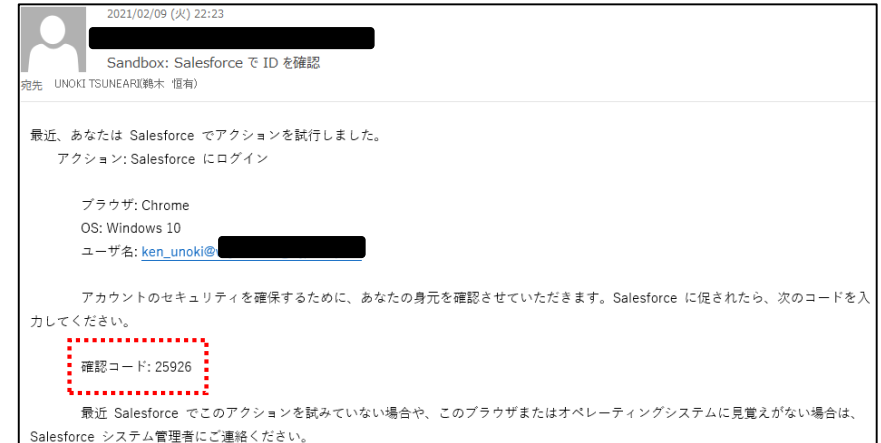 2021/02/09 (火) 22:23
Sandbox: Salesforce で ID を確認
宛先 UNOKI TSUNEARI(鵜木 恒有)
最近、あなたは Salesforce でアクションを試行しました。
アクション: Salesforce にログイン
ブラウザ: Chrome
OS: Windows 10
ユーザ名: ken_unoki@
アカウントのセキュリティを確保するために、あなたの身元を確認させていただきます。Salesforce に促されたら、次のコードを入
力してください。
確認コード: 25926
最近 Salesforce でこのアクションを試みていない場合や、このブラウザまたはオペレーティングシステムに見覚えがない場合は、
Salesforce システム管理者にご連絡ください。